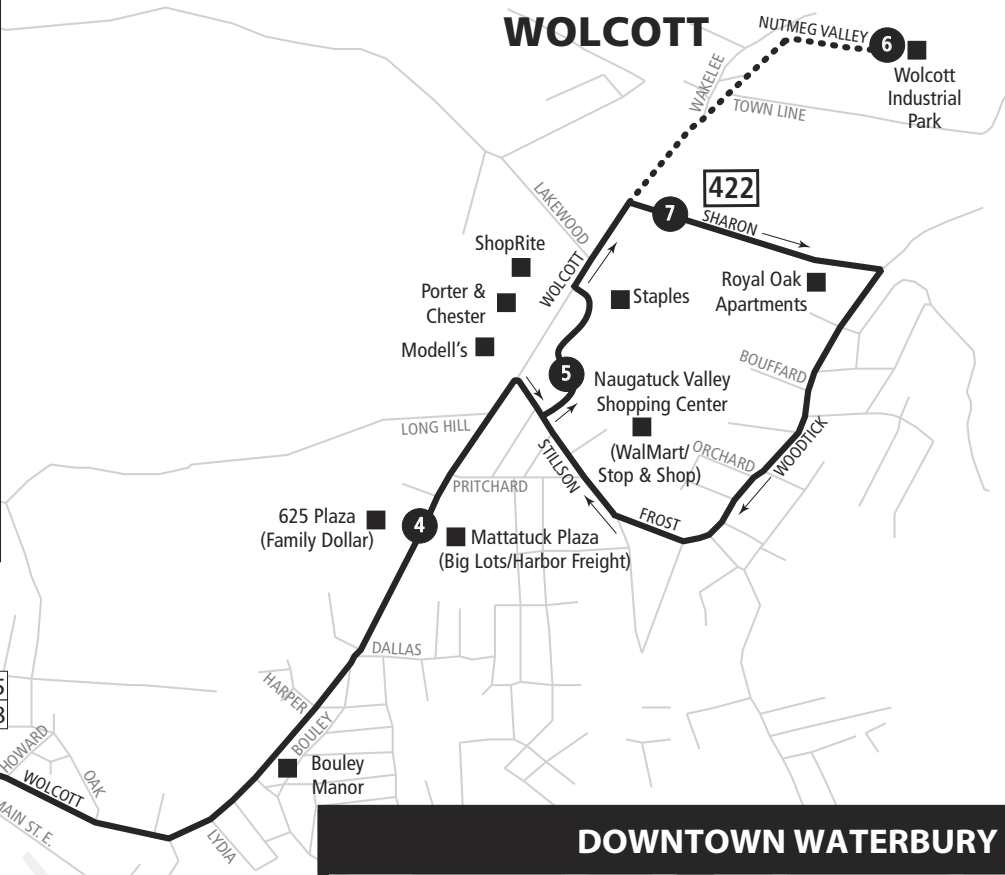 WOLCOTT
NUTMEG VALLEY
6
Wolcott
Industrial
Park
WAKELEE
TOWN LINE
422
7
SHARON
LAKEWOOD
ShopRite
WOLCOTT
Porter &
Chester
Staples
Royal Oak
Apartments
Modell's
5
Naugatuck Valley
Shopping Center
(WalMart/
Stop & Shop)
BOUFFARD
LONG HILL
STILLSON
ORCHARD
WOODTICK
PRITCHARD
FROST
625 Plaza
(Family Dollar)
4
Mattatuck Plaza
(Big Lots/Harbor Freight)
DALLAS
HARPER
BOULEY
Bouley
Manor
HOWARD
WOLCOTT
OAK
MAIN ST. E.
LYDIA
DOWNTOWN WATERBURY